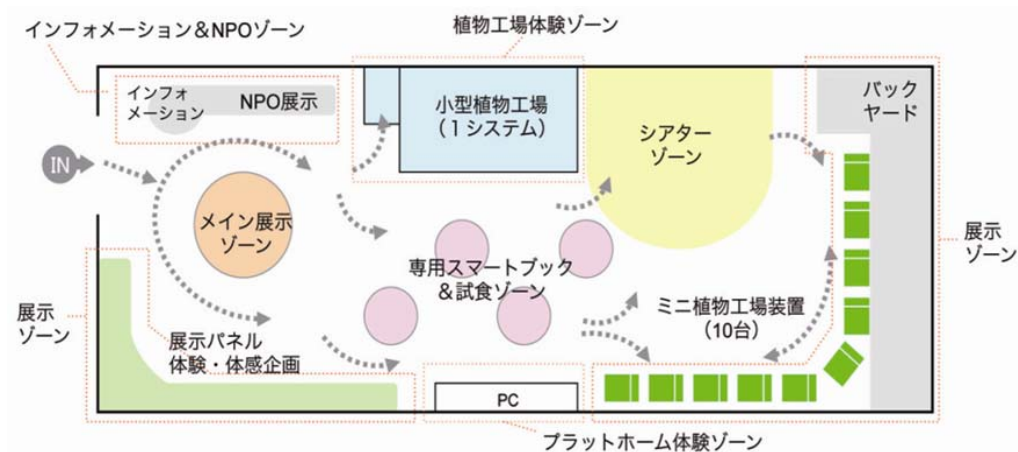 インフォメーション＆NPOゾーン
植物工場体験ゾーン
インフォ
メーション
NPO展示
小型植物工場
（1システム）
シアター
ゾーン
バック
ヤード
IN
メイン展示
ゾーン
専用スマートブック
＆試食ゾーン
展示
ゾーン
展示
ゾーン
展示パネル
体験・体感企画
ミニ植物工場装置
（10台）
PC
プラットホーム体験ゾーン